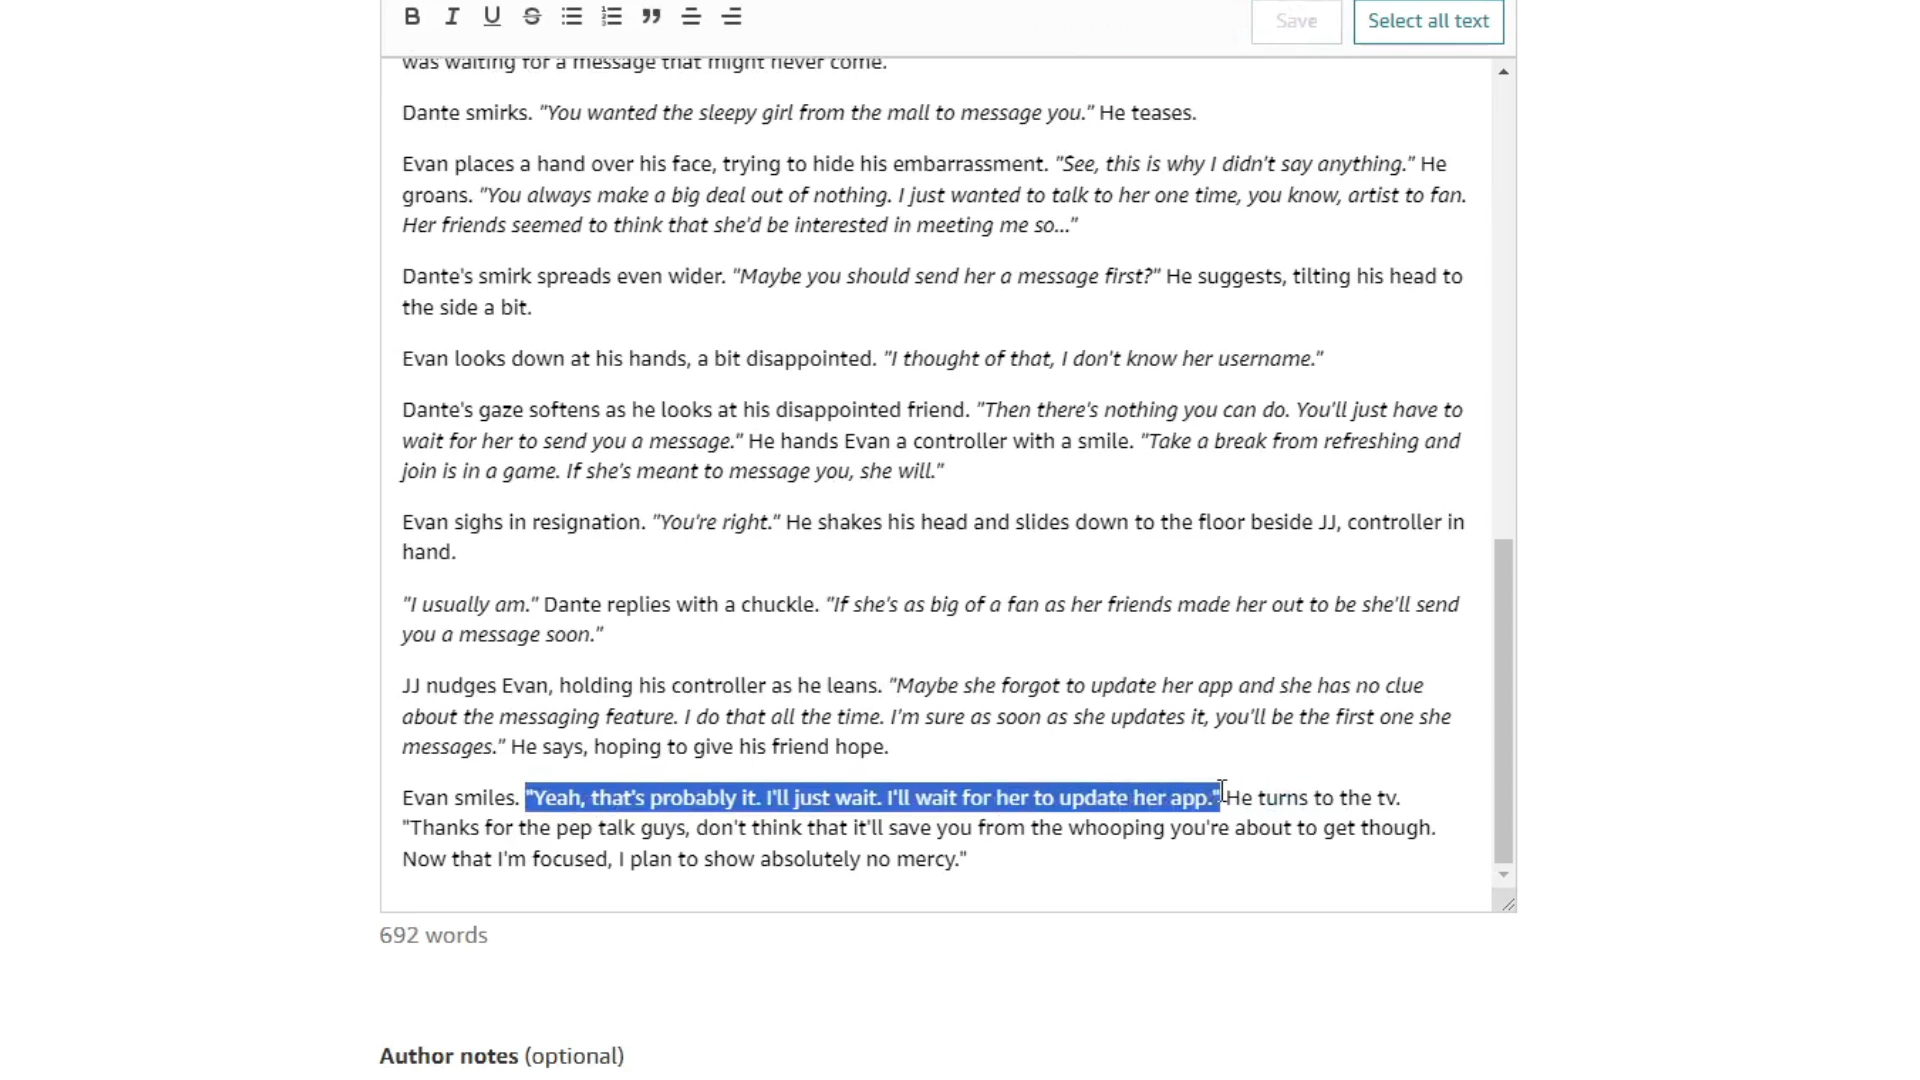 B I U S
Save
Select all text
was waiting for a message that might never come.
Dante smirks. "You wanted the sleepy girl from the mall to message you." He teases.
Evan places a hand over his face, trying to hide his embarrassment. "See, this is why I didn't say anything." He
groans. "You always make a big deal out of nothing. I just wanted to talk to her one time, you know, artist to fan.
Her friends seemed to think that she'd be interested in meeting me so..."
Dante's smirk spreads even wider. "Maybe you should send her a message first?" He suggests, tilting his head to
the side a bit.
Evan looks down at his hands, a bit disappointed. "I thought of that, I don't know her username."
Dante's gaze softens as he looks at his disappointed friend. "Then there's nothing you can do. You'll just have to
wait for her to send you a message." He hands Evan a controller with a smile. "Take a break from refreshing and
join is in a game. If she's meant to message you, she will."
Evan sighs in resignation. "You're right." He shakes his head and slides down to the floor beside JJ, controller in
hand.
"I usually am." Dante replies with a chuckle. "If she's as big of a fan as her friends made her out to be she'll send
you a message soon."
JJ nudges Evan, holding his controller as he leans. "Maybe she forgot to update her app and she has no clue
about the messaging feature. I do that all the time. I'm sure as soon as she updates it, you'll be the first one she
messages." He says, hoping to give his friend hope.
Evan smiles. "Yeah, that's probably it. I'll just wait. I'll wait for her to update her app." He turns to the tv.
"Thanks for the pep talk guys, don't think that it'll save you from the whooping you're about to get though.
Now that I'm focused, I plan to show absolutely no mercy."
692 words
Author notes (optional)